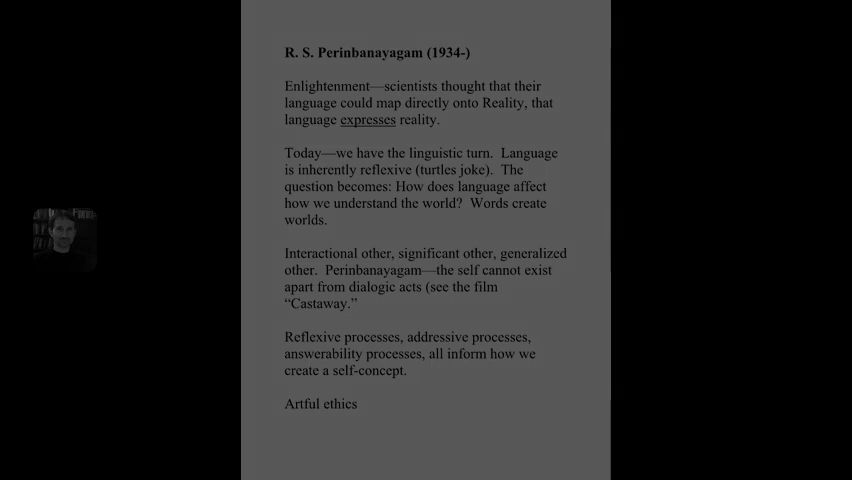 R. S. Perinbanayagam (1934-)
Enlightenment—scientists thought that their
language could map directly onto Reality, that
language expresses reality.
Today—we have the linguistic turn.  Language
is inherently reflexive (turtles joke).  The
question becomes: How does language affect
how we understand the world?  Words create
worlds.
Interactional other, significant other, generalized
other.  Perinbanayagam—the self cannot exist
apart from dialogic acts (see the film
“Castaway.”
Reflexive processes, addressive processes,
answerability processes, all inform how we
create a self-concept.
Artful ethics